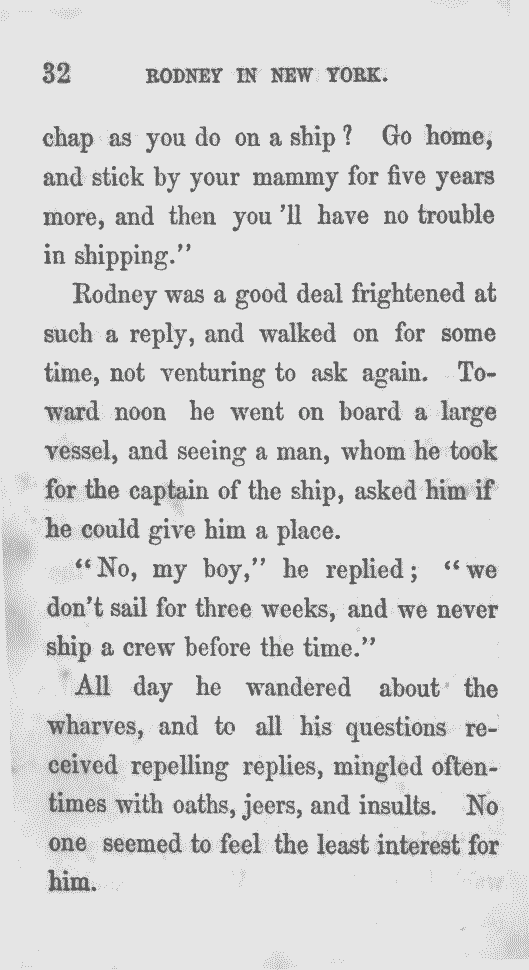 32 RODNEY IN NEW YORK.
chap as you do on a ship? Go home,
and stick by your mammy for five years
more, and then you 'll have no trouble
in shipping."
Rodney was a good deal frightened at
such a reply, and walked on for some
time, not venturing to ask again. To-
ward noon he went on board a large
vessel, and seeing a man, whom he took
for the captain of the ship, asked him if
he could give him a place.
"No, my boy," he replied; "we
don't sail for three weeks, and we never
ship a crew before the time."
All day he wandered about the
wharves, and to all his questions re-
ceived repelling replies, mingled often-
times with oaths, jeers, and insults. No
one seemed to feel the least interest for
him.